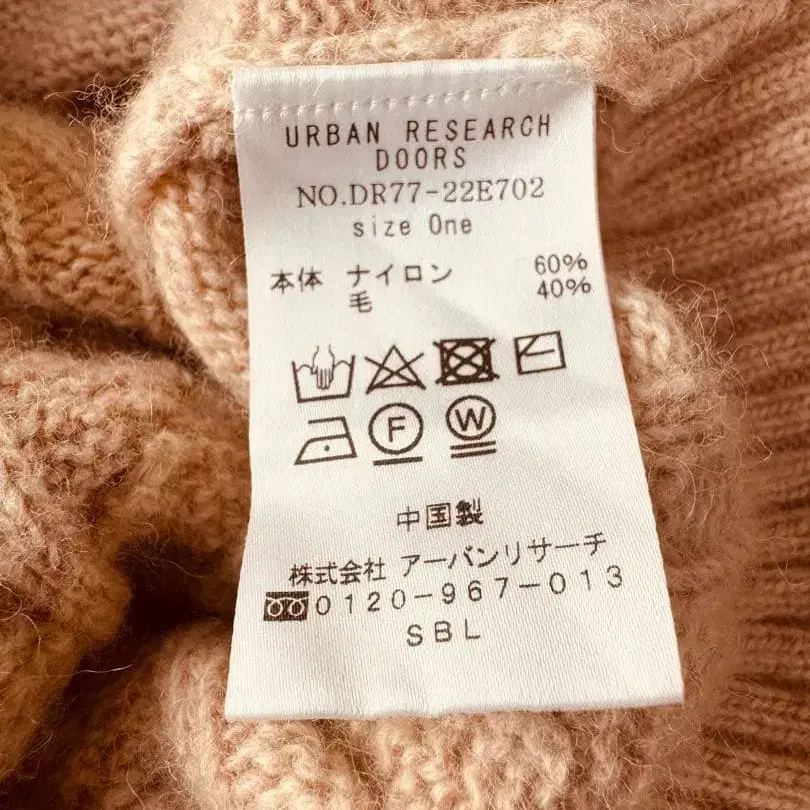 URBAN RESEARCH
DOORS
NO.DR77-22E702
size One
本体 ナイロン 60%
毛 40%
F W
中国製
株式会社 アーバンリサーチ
0120-967-013
SBL